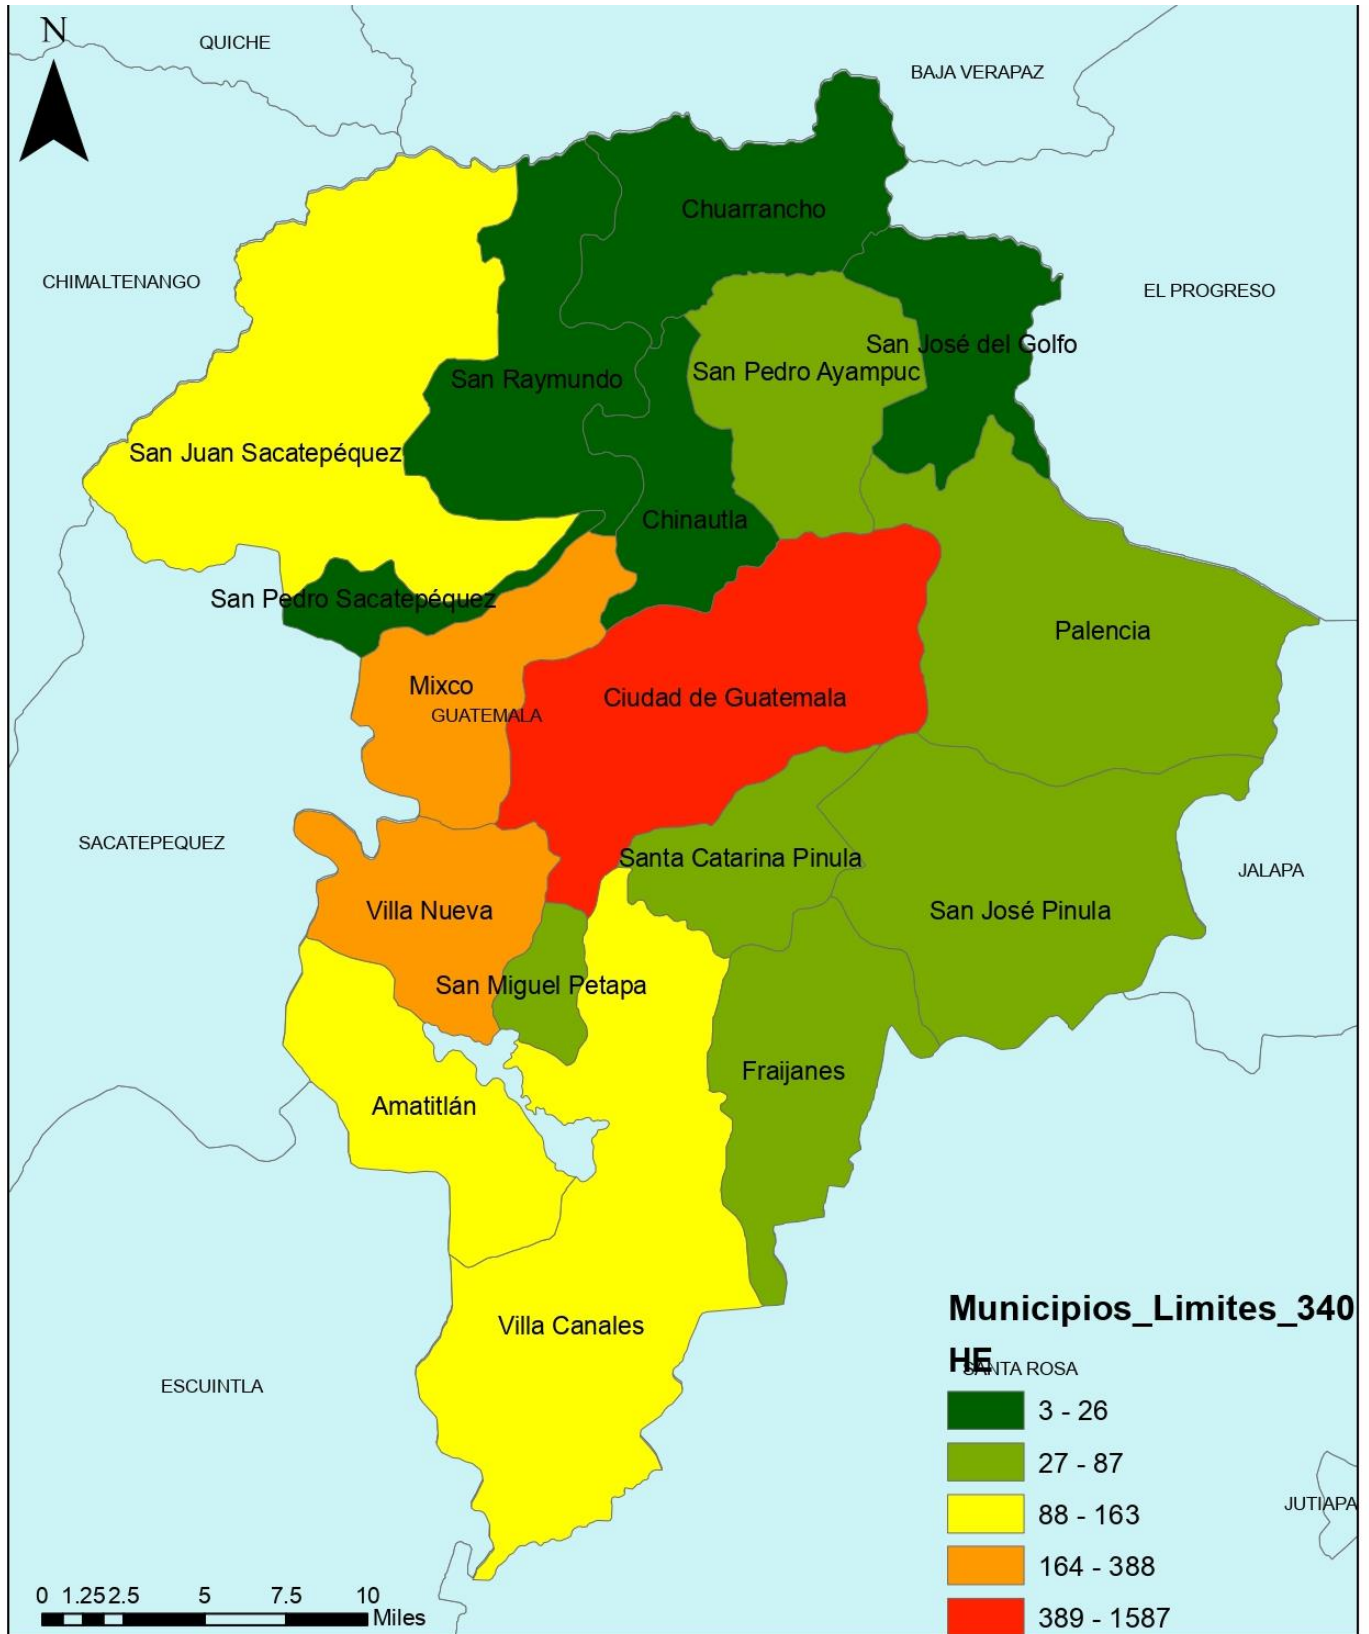 N
QUICHE
BAJA VERAPAZ
Chuarrancho
CHIMALTENANGO
EL PROGRESO
San José del Golfo
San Pedro Ayampuc
San Raymundo
San Juan Sacatepéquez
Chinautla
San Pedro Sacatepéquez
Palencia
Mixco
Ciudad de Guatemala
GUATEMALA
SACATEPEQUEZ
Santa Catarina Pinula
JALAPA
Villa Nueva
San José Pinula
San Miguel Petapa
Fraijanes
Amatitlán
Villa Canales
ESCUINTLA
Municipios_Limites_340
HE
SANTA ROSA
3 - 26
27 - 87
88 - 163
164 - 388
389 - 1587
JUTIAPA
0 1.25 2.5 5 7.5 10
Miles